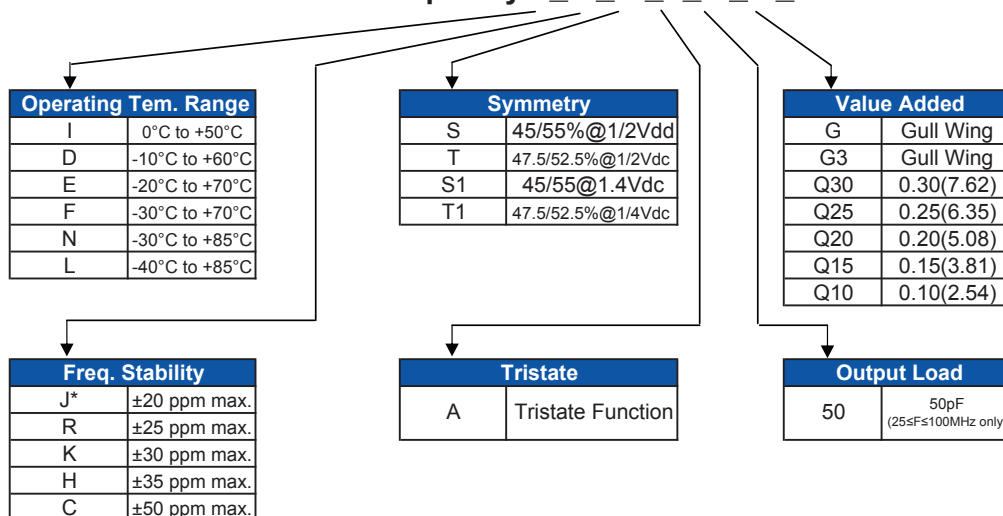 Operating Tem. Range
I 0°C to +50°C
D -10°C to +60°C
E -20°C to +70°C
F -30°C to +70°C
N -30°C to +85°C
L -40°C to +85°C
Symmetry
S 45/55%@1/2Vdd
T 47.5/52.5%@1/2Vdc
S1 45/55@1.4Vdc
T1 47.5/52.5%@1/4Vdc
Value Added
G Gull Wing
G3 Gull Wing
Q30 0.30(7.62)
Q25 0.25(6.35)
Q20 0.20(5.08)
Q15 0.15(3.81)
Q10 0.10(2.54)
Freq. Stability
J* ±20 ppm max.
R ±25 ppm max.
K ±30 ppm max.
H ±35 ppm max.
C ±50 ppm max.
Tristate
A Tristate Function
Output Load
50 50pF
(25≤F≤100MHz only